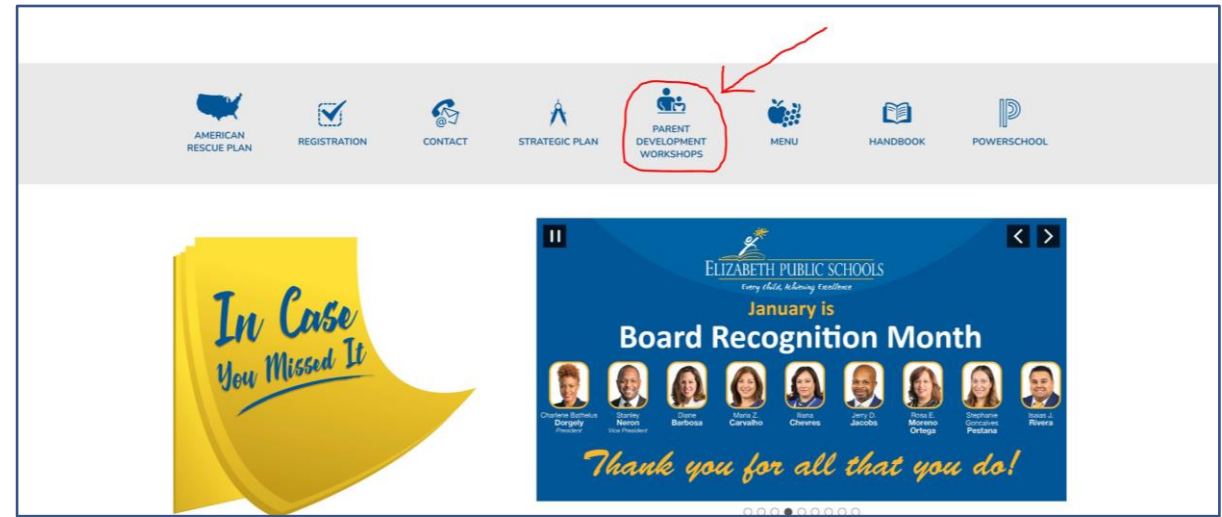 AMERICAN
RESCUE PLAN
REGISTRATION
CONTACT
STRATEGIC PLAN
PARENT
DEVELOPMENT
WORKSHOPS
MENU
HANDBOOK
POWERSCHOOL
In Case
You Missed It
ELIZABETH PUBLIC SCHOOLS
Every Child, Achieving Excellence
January is
Board Recognition Month
Charlene Bathelus
Dorgely
President
Stanley
Neron
Vice President
Diane
Barbosa
Maria Z.
Carvalho
Iliana
Chevres
Jerry D.
Jacobs
Rosa E.
Moreno
Ortega
Stephanie
Goncalves
Pestana
Isaias J.
Rivera
Thank you for all that you do!